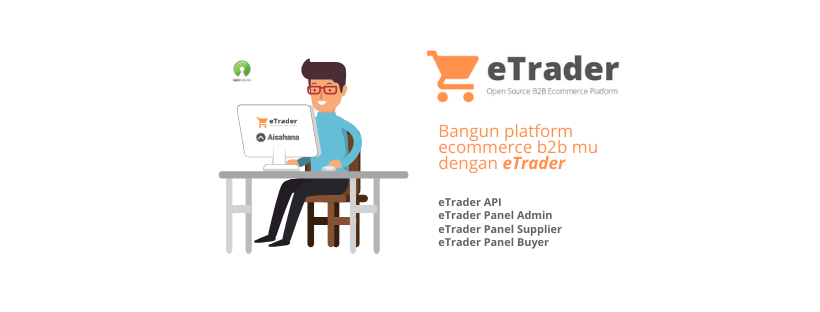 eTrader
Open Source B2B Ecommerce Platform
Bangun platform
ecommerce b2b mu
dengan eTrader
eTrader API
eTrader Panel Admin
eTrader Panel Supplier
eTrader Panel Buyer
eTrader
Aisahana